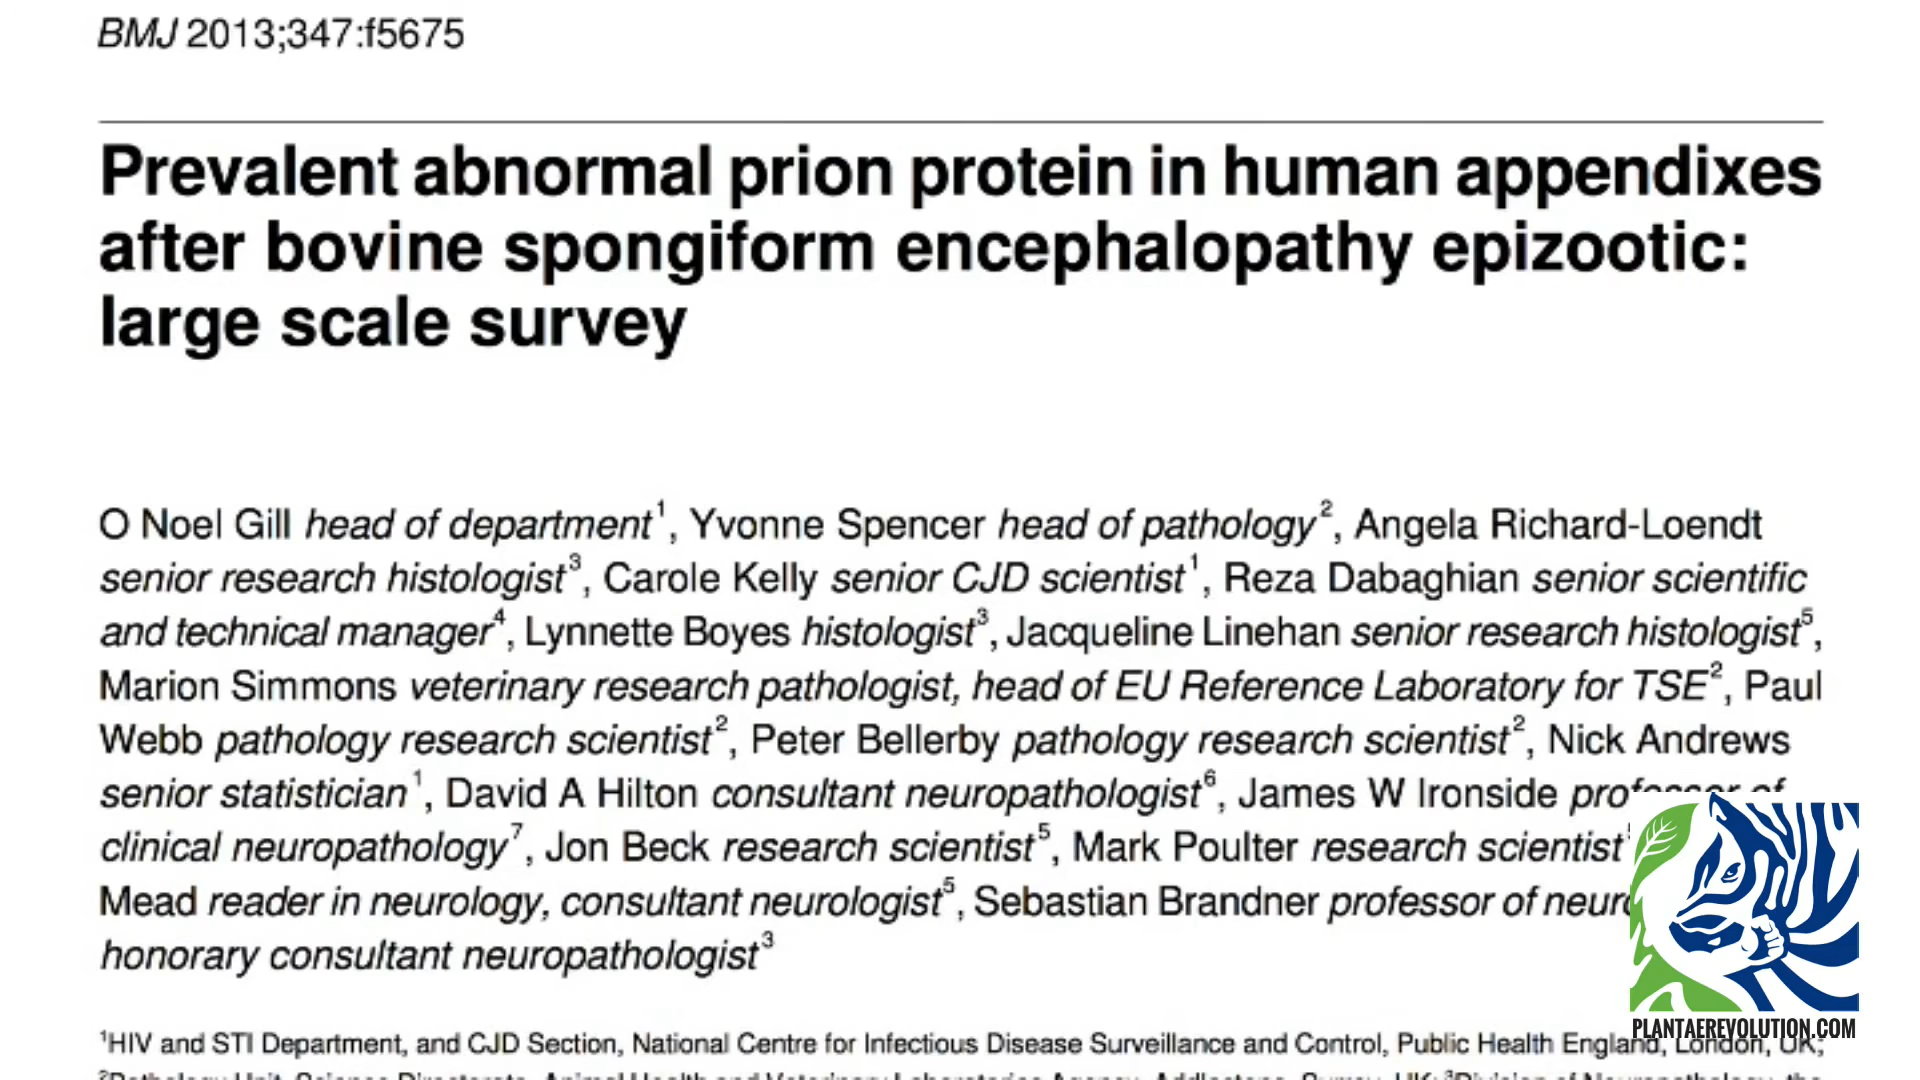 BMJ 2013;347:f5675
Prevalent abnormal prion protein in human appendixes
after bovine spongiform encephalopathy epizootic:
large scale survey
O Noel Gill head of department¹, Yvonne Spencer head of pathology², Angela Richard-Loendt
senior research histologist³, Carole Kelly senior CJD scientist¹, Reza Dabaghian senior scientific
and technical manager⁴, Lynnette Boyes histologist³, Jacqueline Linehan senior research histologist⁵,
Marion Simmons veterinary research pathologist, head of EU Reference Laboratory for TSE², Paul
Webb pathology research scientist², Peter Bellerby pathology research scientist², Nick Andrews
senior statistician¹, David A Hilton consultant neuropathologist⁶, James W Ironside professor of
clinical neuropathology⁷, Jon Beck research scientist⁵, Mark Poulter research scientist
Mead reader in neurology, consultant neurologist⁵, Sebastian Brandner professor of
honorary consultant neuropathologist³
¹HIV and STI Department, and CJD Section, National Centre for Infectious Disease Surveillance and Control, Public Health England, London, UK;
PLANTAEREVOLUTION.COM